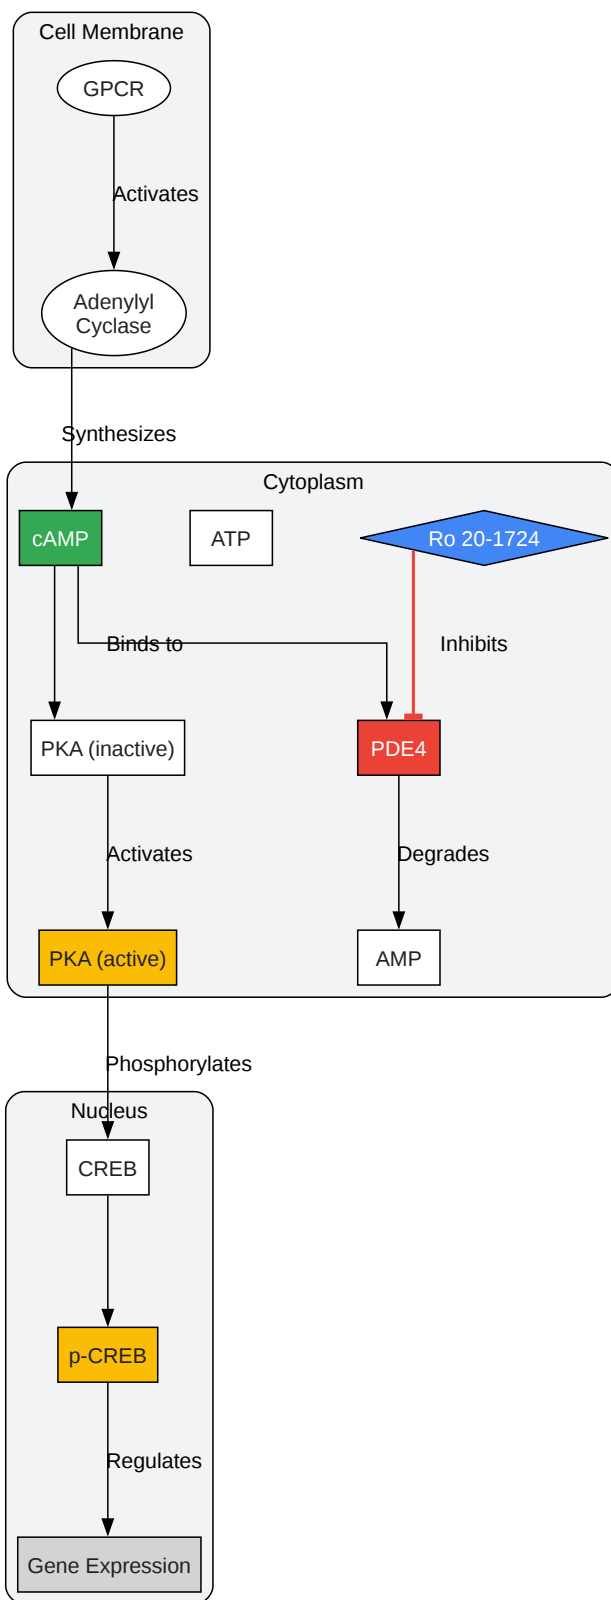 Cell Membrane
GPCR
Activates
Adenylyl
Cyclase
Synthesizes
Cytoplasm
cAMP
ATP
Ro 20-1724
Binds to
Inhibits
PKA (inactive)
PDE4
Activates
Degrades
PKA (active)
AMP
Phosphorylates
Nucleus
CREB
p-CREB
Regulates
Gene Expression